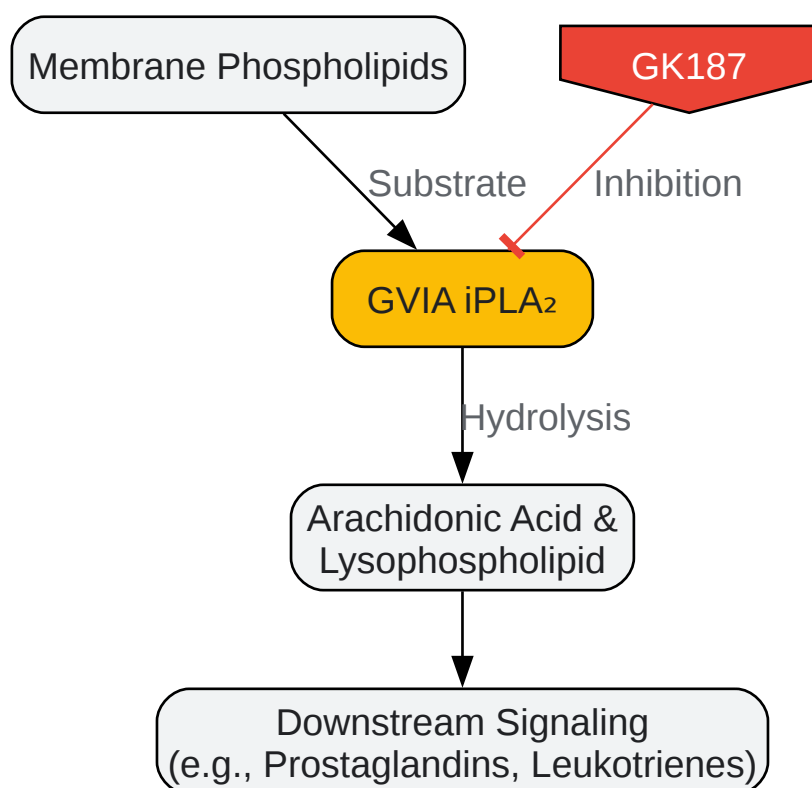 Membrane Phospholipids
GK187
Substrate
Inhibition
GVIA iPLA₂
Hydrolysis
Arachidonic Acid &
Lysophospholipid
Downstream Signaling
(e.g., Prostaglandins, Leukotrienes)